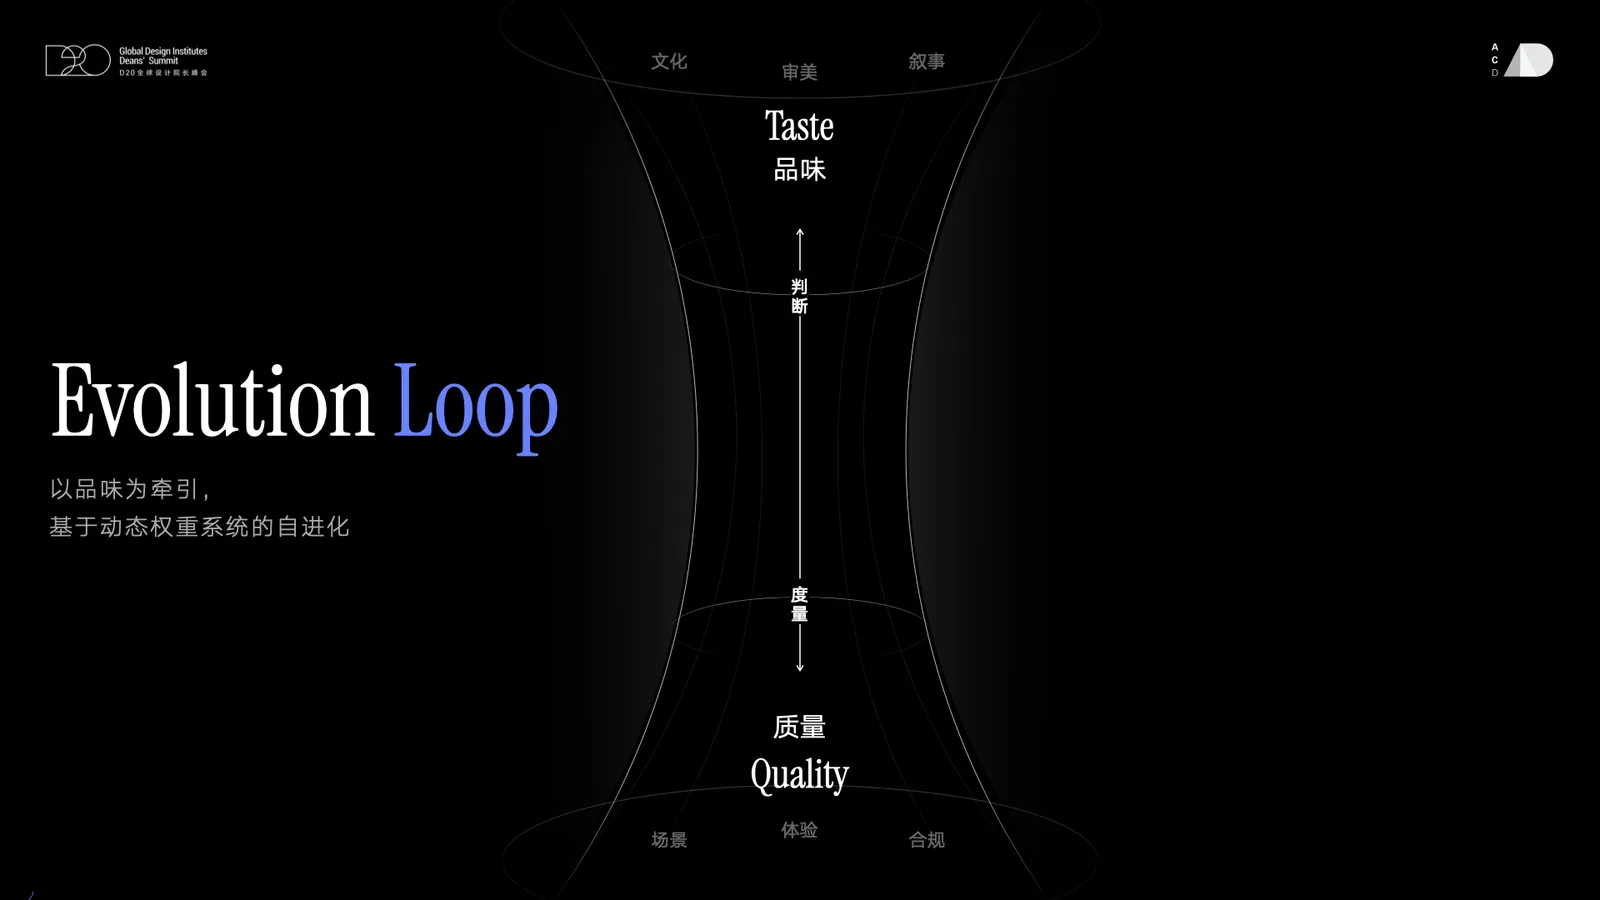 Global Design Institutes
Deans' Summit
D20全球设计院长峰会
A
C
D
文化
审美
叙事
Taste
品味
判断
Evolution Loop
以品味为牵引，
基于动态权重系统的自进化
度量
质量
Quality
场景
体验
合规